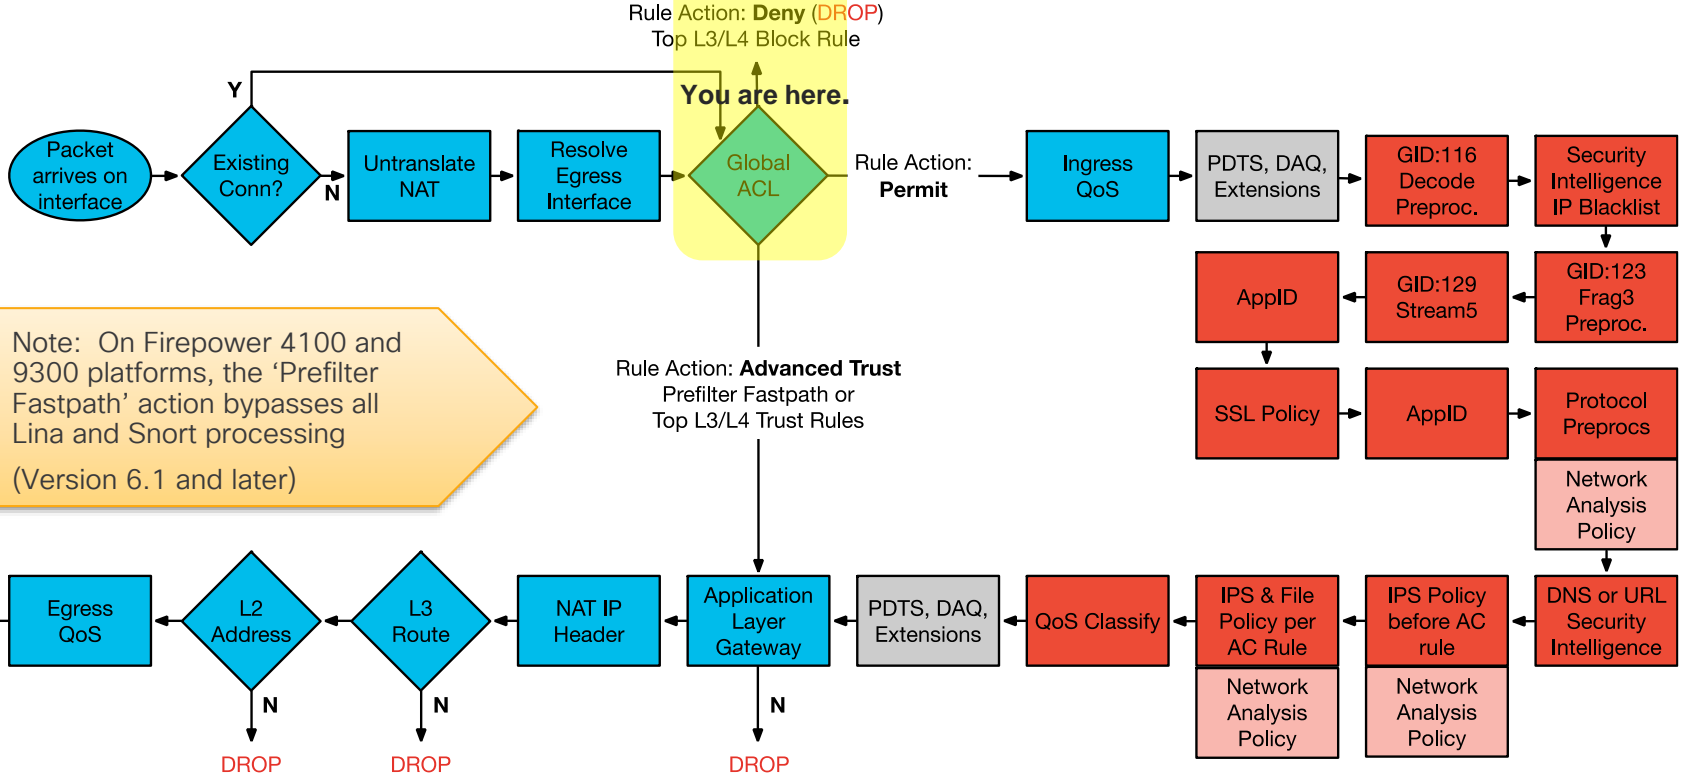 Rule Action: Deny (DROP)
Top L3/L4 Block Rule
You are here.
Y
Packet
arrives on
interface
Existing
Conn?
N
Untranslate
NAT
Resolve
Egress
Interface
Global
ACL
Rule Action:
Permit
Ingress
QoS
PDTS, DAQ,
Extensions
GID:116
Decode
Preproc.
Security
Intelligence
IP Blacklist
AppID
GID:129
Stream5
GID:123
Frag3
Preproc.
Note: On Firepower 4100 and
9300 platforms, the ‘Prefilter
Fastpath’ action bypasses all
Lina and Snort processing
(Version 6.1 and later)
Rule Action: Advanced Trust
Prefilter Fastpath or
Top L3/L4 Trust Rules
SSL Policy
AppID
Protocol
Preprocs
Network
Analysis
Policy
Egress
QoS
L2
Address
L3
Route
NAT IP
Header
Application
Layer
Gateway
PDTS, DAQ,
Extensions
QoS Classify
IPS & File
Policy per
AC Rule
IPS Policy
before AC
rule
DNS or URL
Security
Intelligence
Network
Analysis
Policy
Network
Analysis
Policy
N
N
N
DROP
DROP
DROP